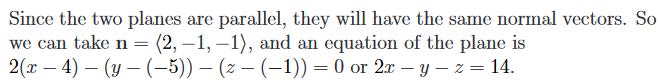 Since the two planes are parallel, they will have the same normal vectors. So
we can take n = ⟨2, −1, −1⟩, and an equation of the plane is
2(x − 4) − (y − (−5)) − (z − (−1)) = 0 or 2x − y − z = 14.